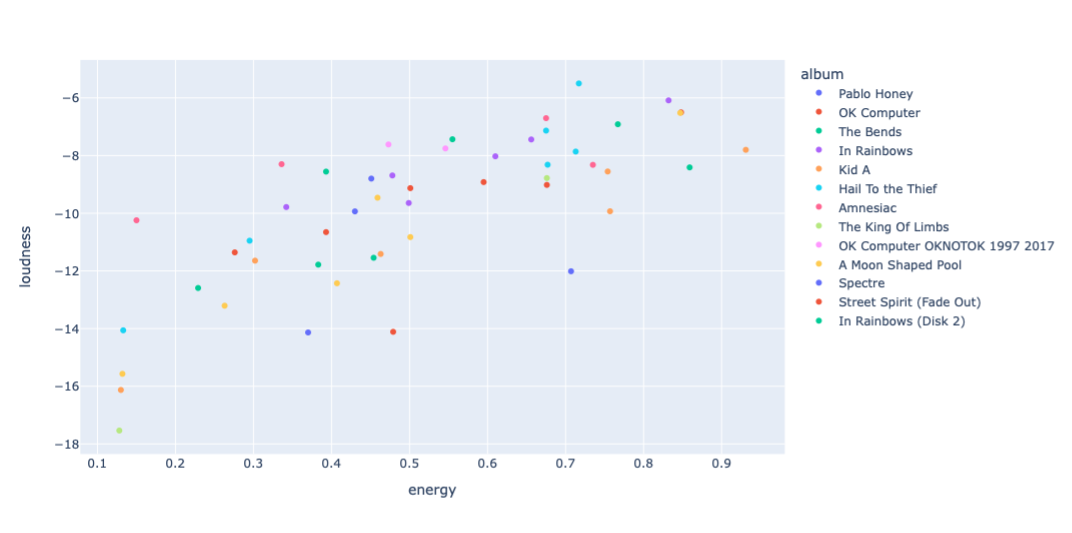 album
Pablo Honey
OK Computer
The Bends
In Rainbows
Kid A
Hail To the Thief
Amnesiac
The King Of Limbs
OK Computer OKNOTOK 1997 2017
A Moon Shaped Pool
Spectre
Street Spirit (Fade Out)
In Rainbows (Disk 2)
loudness
−6
−8
−10
−12
−14
−16
−18
0.1 0.2 0.3 0.4 0.5 0.6 0.7 0.8 0.9
energy